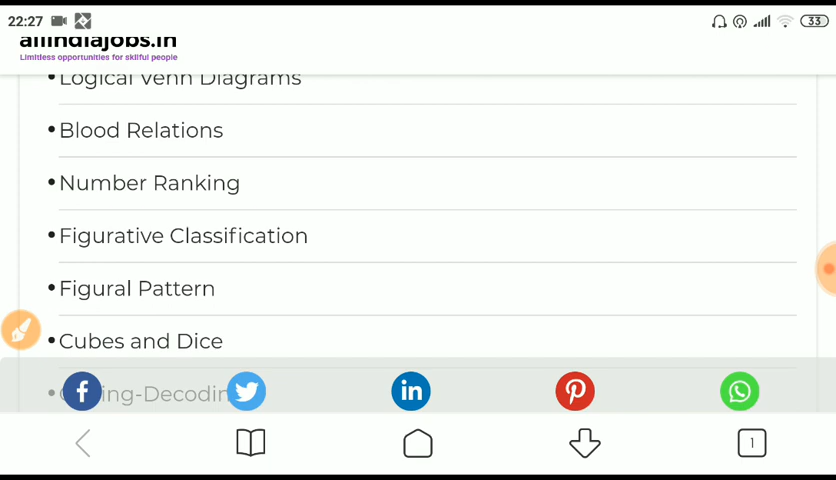 22:27
33
allindiajobs.in
Limitless opportunities for skilful people
•Logical Venn Diagrams
•Blood Relations
•Number Ranking
•Figurative Classification
•Figural Pattern
•Cubes and Dice
1